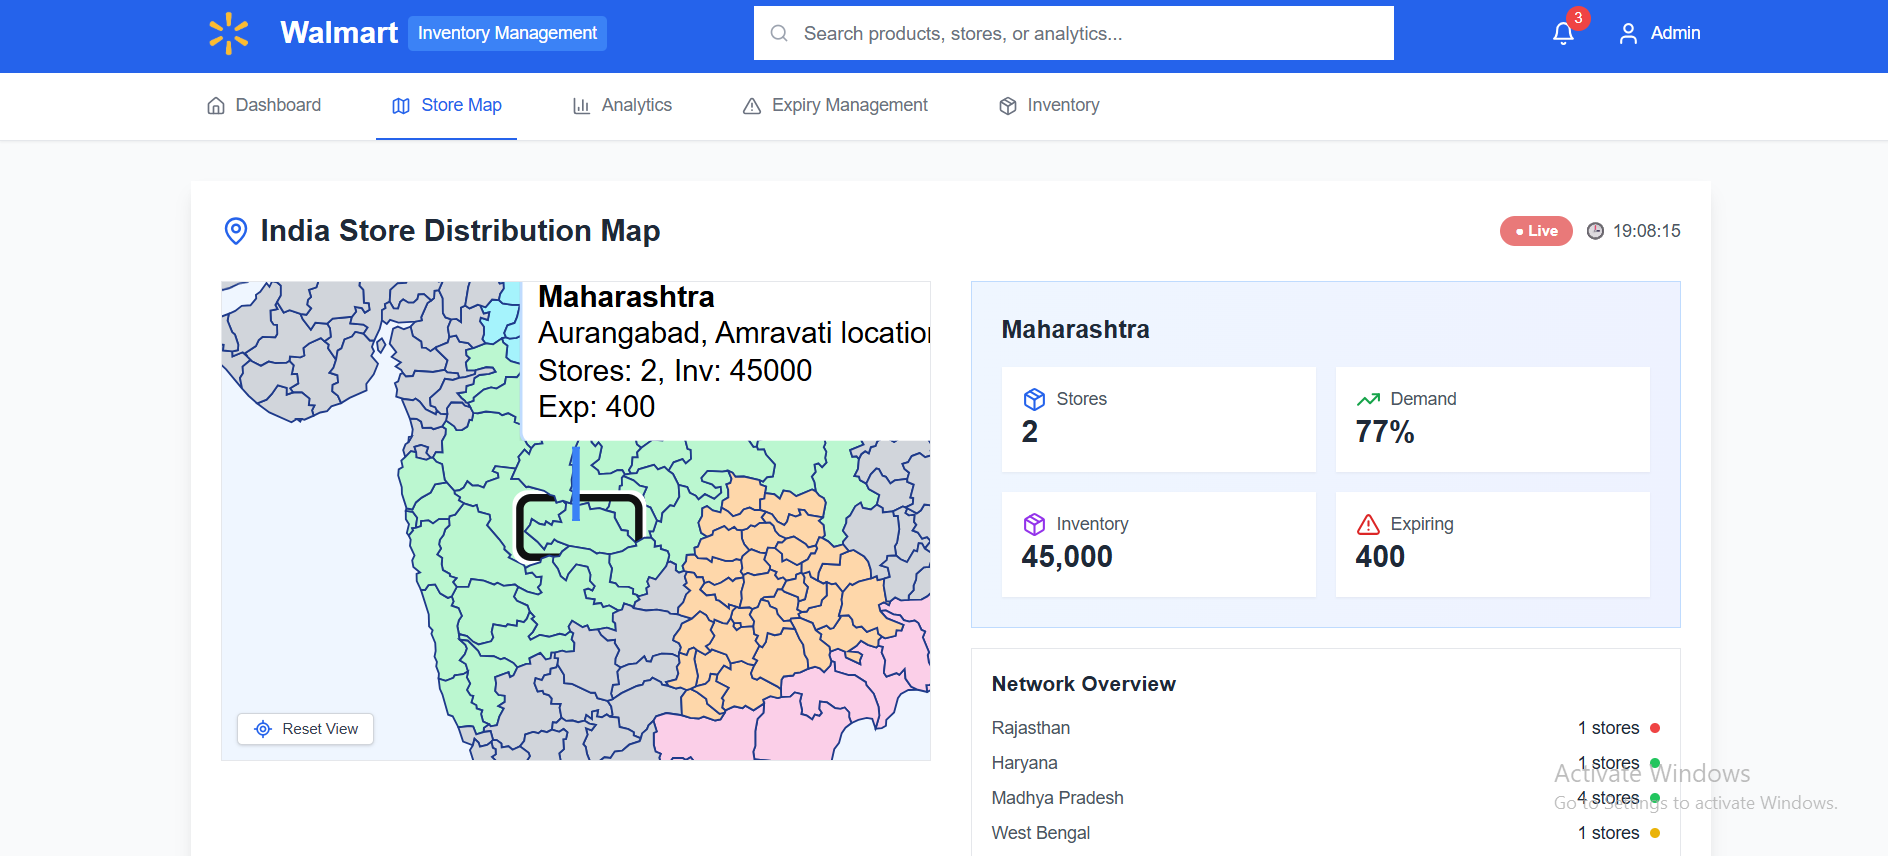 Walmart
Inventory Management
Search products, stores, or analytics...
3
Admin
Dashboard
Store Map
Analytics
Expiry Management
Inventory
India Store Distribution Map
• Live
19:08:15
Maharashtra
Aurangabad, Amravati location
Stores: 2, Inv: 45000
Exp: 400
Reset View
Maharashtra
Stores
2
Demand
77%
Inventory
45,000
Expiring
400
Network Overview
Rajasthan
1 stores
Haryana
1 stores
Madhya Pradesh
4 stores
West Bengal
1 stores
Activate Windows
Go to Settings to activate Windows.